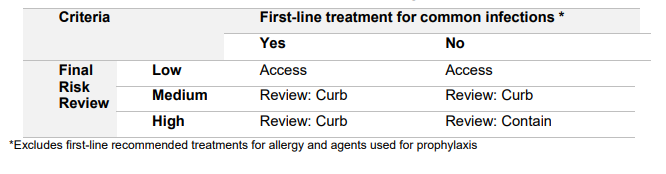 Criteria First-line treatment for common infections *
Yes No
Final Risk Review Low Access Access
Medium Review: Curb Review: Curb
High Review: Curb Review: Contain
*Excludes first-line recommended treatments for allergy and agents used for prophylaxis